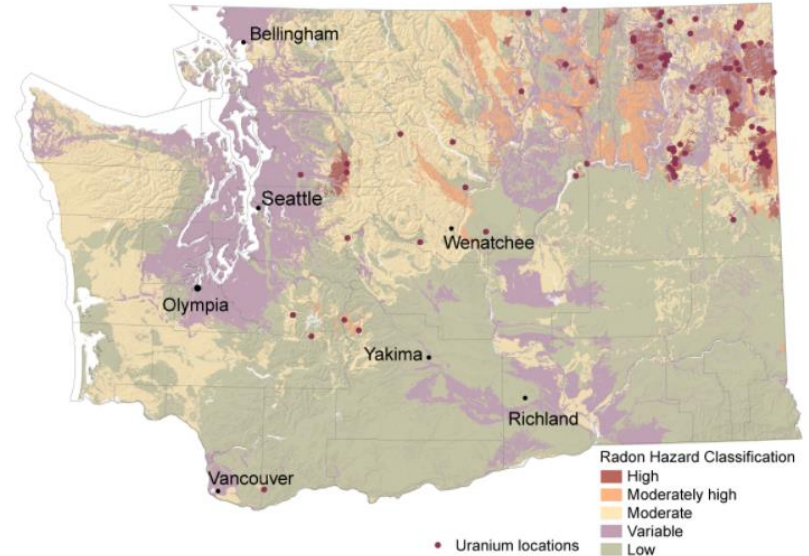 Bellingham
Seattle
Wenatchee
Olympia
Yakima
Richland
Vancouver
Radon Hazard Classification
High
Moderately high
Moderate
Variable
Low
Uranium locations